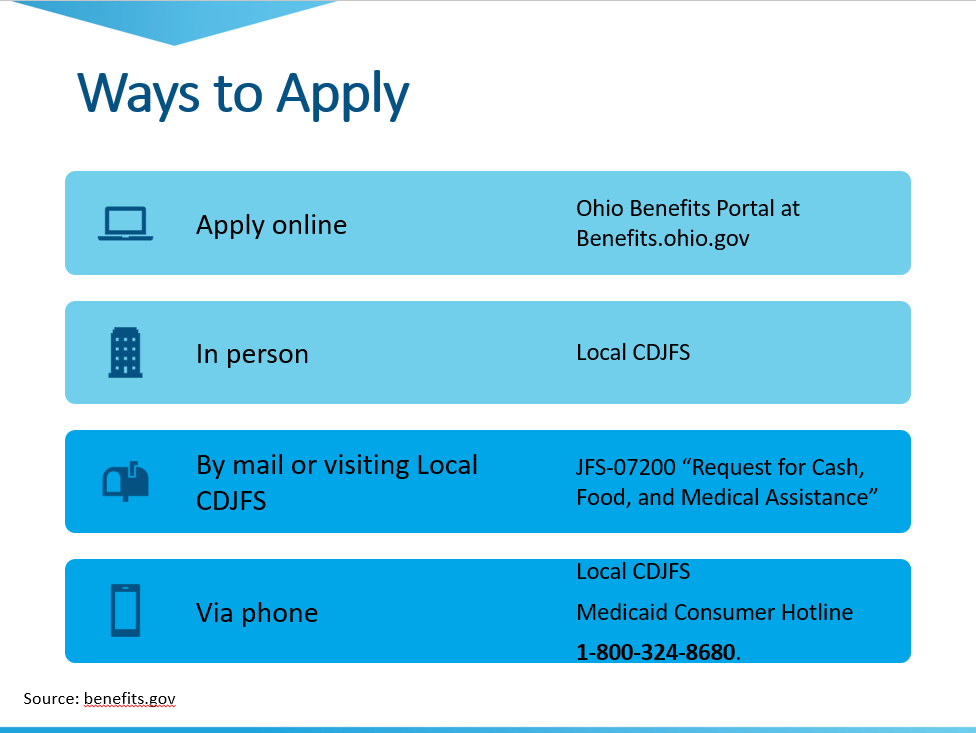 Ways to Apply
Apply online
Ohio Benefits Portal at
Benefits.ohio.gov
In person
Local CDJFS
By mail or visiting Local
CDJFS
JFS-07200 “Request for Cash,
Food, and Medical Assistance”
Via phone
Local CDJFS
Medicaid Consumer Hotline
1-800-324-8680.
Source: benefits.gov